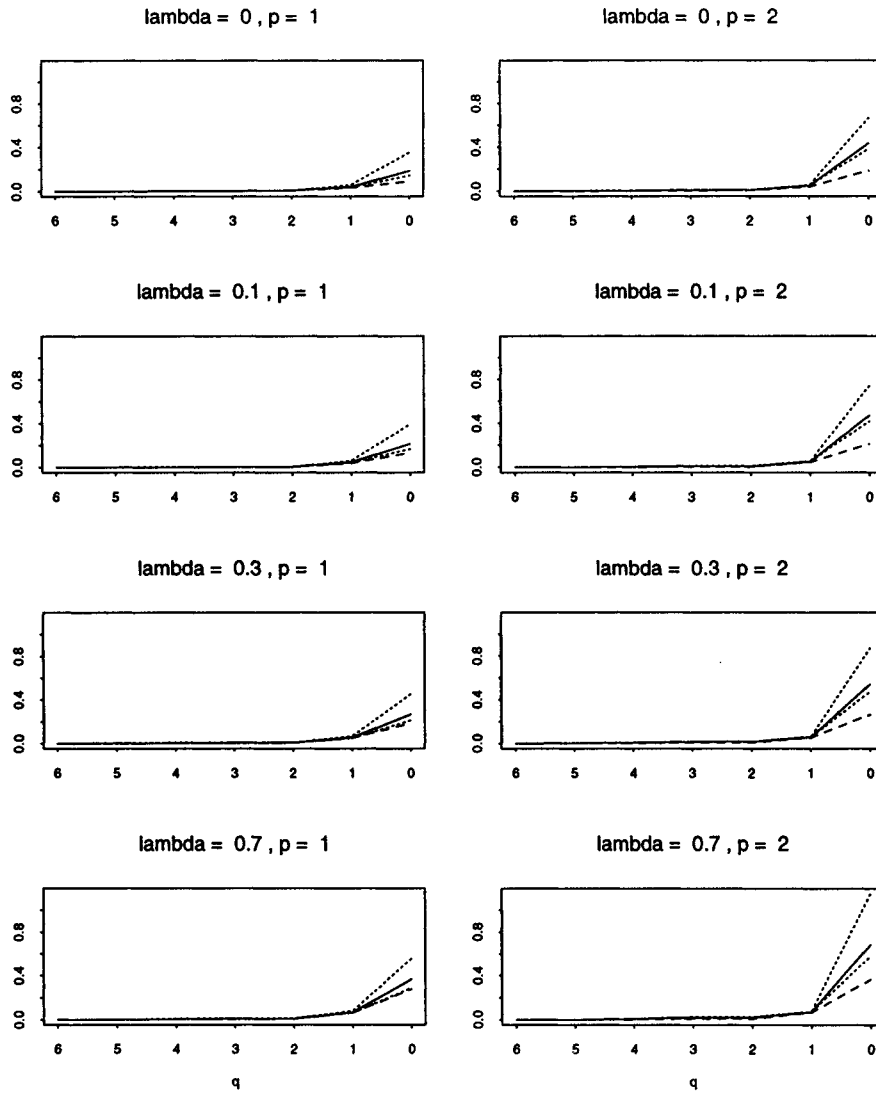 lambda = 0 , p = 1
0.8
0.4
0.0
6 5 4 3 2 1 0
lambda = 0 , p = 2
0.8
0.4
0.0
6 5 4 3 2 1 0
lambda = 0.1 , p = 1
0.8
0.4
0.0
6 5 4 3 2 1 0
lambda = 0.1 , p = 2
0.8
0.4
0.0
6 5 4 3 2 1 0
lambda = 0.3 , p = 1
0.8
0.4
0.0
6 5 4 3 2 1 0
lambda = 0.3 , p = 2
0.8
0.4
0.0
6 5 4 3 2 1 0
lambda = 0.7 , p = 1
0.8
0.4
0.0
6 5 4 3 2 1 0
q
lambda = 0.7 , p = 2
0.8
0.4
0.0
6 5 4 3 2 1 0
q